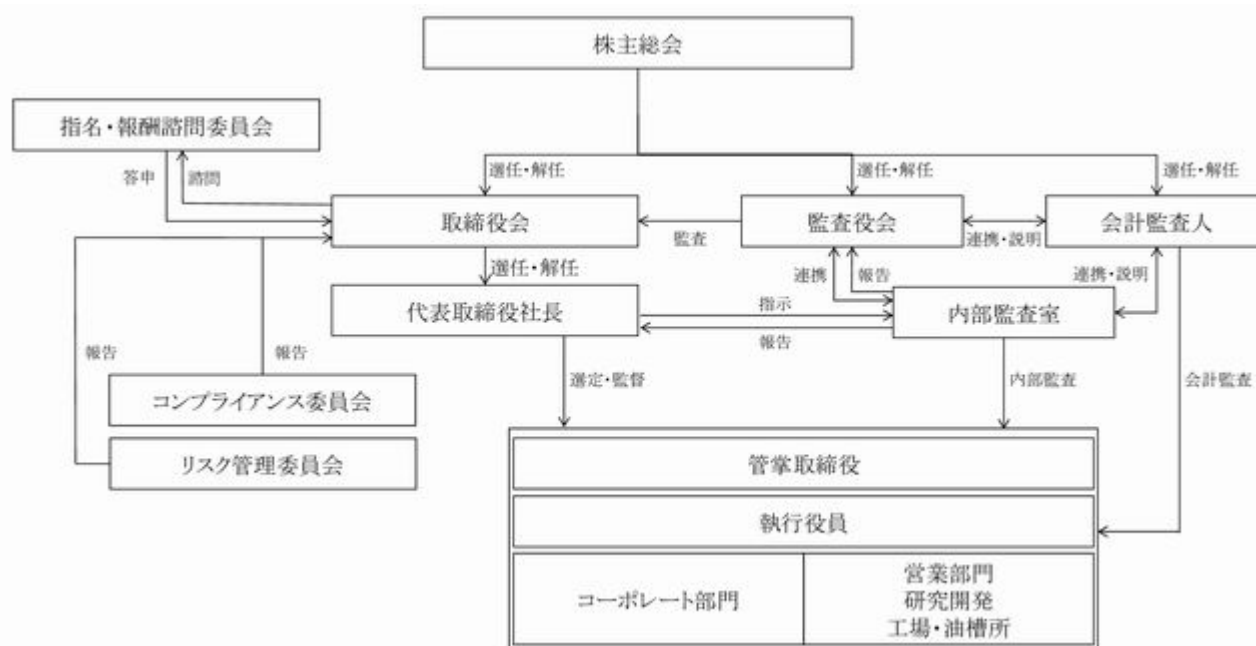 株主総会
指名・報酬諮問委員会
答申
諮問
選任・解任
選任・解任
選任・解任
取締役会
監査
監査役会
連携・説明
会計監査人
選任・解任
連携
報告
連携・説明
代表取締役社長
指示
報告
内部監査室
報告
報告
選定・監督
内部監査
会計監査
コンプライアンス委員会
リスク管理委員会
管掌取締役
執行役員
コーポレート部門
営業部門
研究開発
工場・油槽所